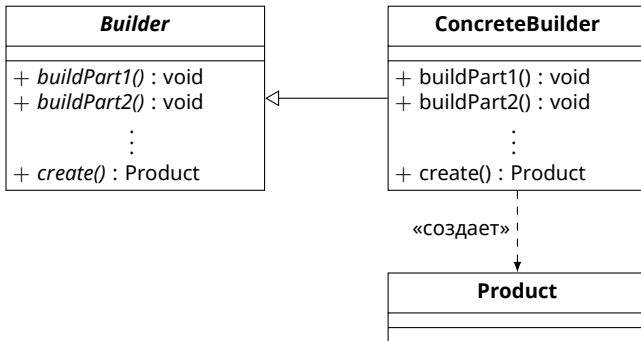 Builder
+ buildPart1() : void
+ buildPart2() : void
⋮
+ create() : Product
ConcreteBuilder
+ buildPart1() : void
+ buildPart2() : void
⋮
+ create() : Product
«создает»
Product